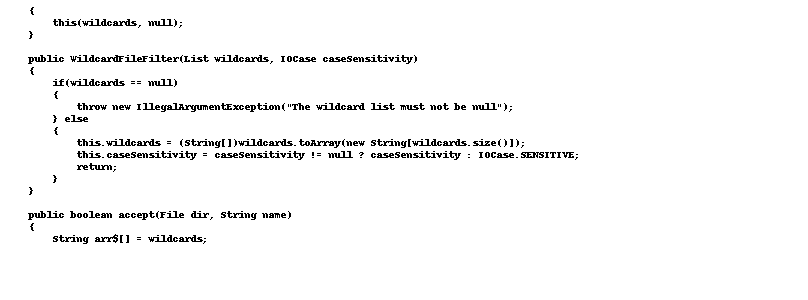 {
this(wildcards, null);
}
public WildcardFileFilter(List wildcards, IOCase caseSensitivity)
{
if(wildcards == null)
{
throw new IllegalArgumentException("The wildcard list must not be null");
} else
{
this.wildcards = (String[])wildcards.toArray(new String[wildcards.size()]);
this.caseSensitivity = caseSensitivity != null ? caseSensitivity : IOCase.SENSITIVE;
return;
}
}
public boolean accept(File dir, String name)
{
String arr$[] = wildcards;